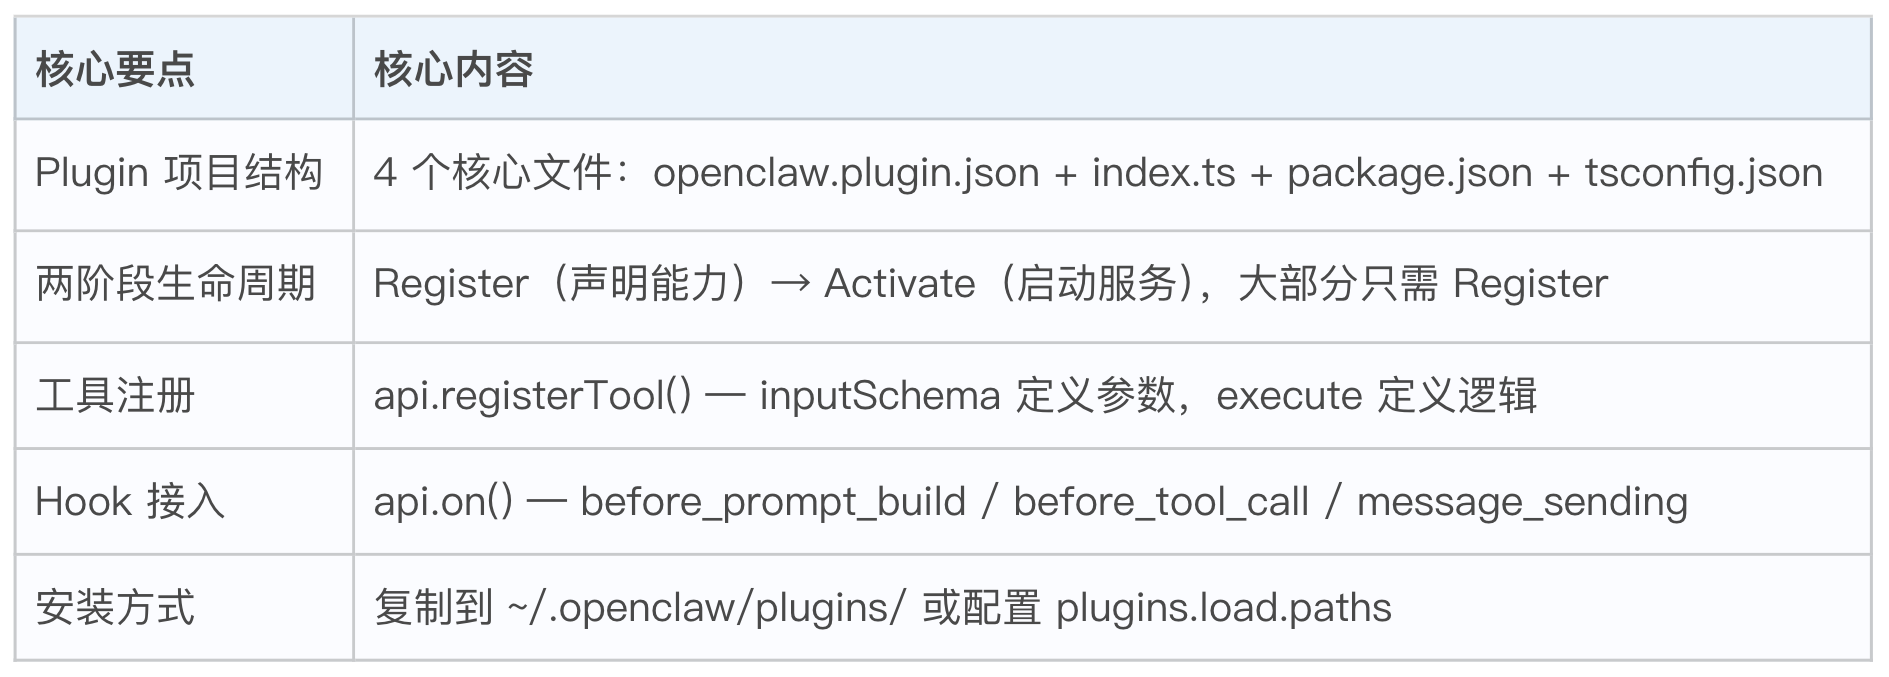 核心要点
核心内容
Plugin 项目结构
4 个核心文件：openclaw.plugin.json + index.ts + package.json + tsconfig.json
两阶段生命周期
Register（声明能力）→ Activate（启动服务），大部分只需 Register
工具注册
api.registerTool() — inputSchema 定义参数，execute 定义逻辑
Hook 接入
api.on() — before_prompt_build / before_tool_call / message_sending
安装方式
复制到 ~/.openclaw/plugins/ 或配置 plugins.load.paths